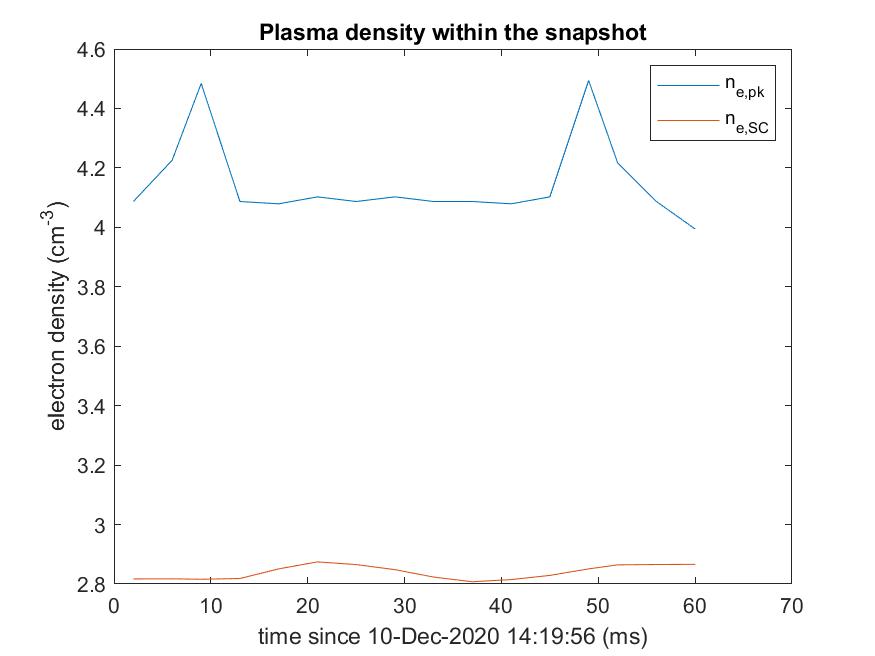 Plasma density within the snapshot
4.6
4.4
4.2
4
3.8
3.6
3.4
3.2
3
2.8
electron density (cm-3)
n e,pk
n e,SC
0 10 20 30 40 50 60 70
time since 10-Dec-2020 14:19:56 (ms)